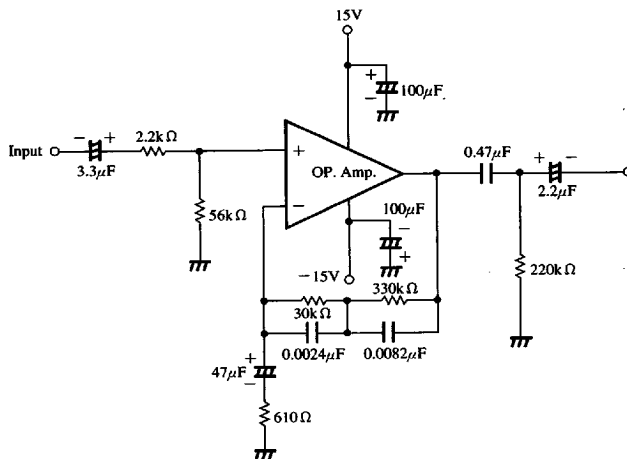 15V
+
−
100μF
Input
−
+
3.3μF
2.2kΩ
56kΩ
+
−
OP. Amp.
100μF
−
+
−15V
0.47μF
+
−
2.2μF
220kΩ
30kΩ
330kΩ
0.0024μF
0.0082μF
47μF
+
−
610Ω